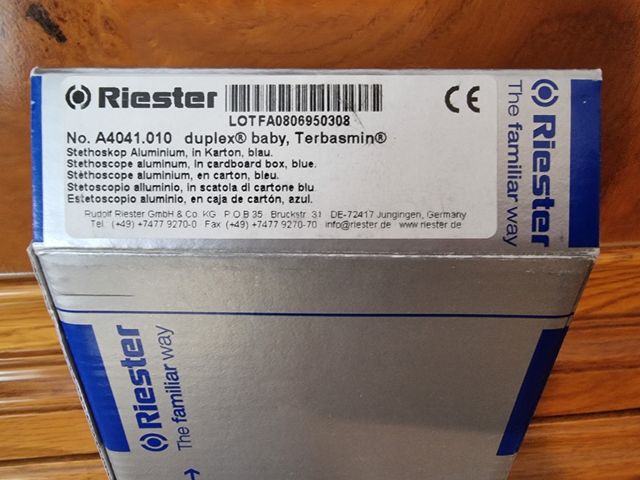 Riester
LOTFA0806950308
CE
No. A4041.010 duplex® baby, Terbasmin®
Stethoskop Aluminium, in Karton, blau.
Stethoscope aluminum, in cardboard box, blue.
Stéthoscope aluminium, en carton, bleu.
Stetoscopio alluminio, in scatola di cartone blu
Estetoscopio aluminio, en caja de cartón, azul.
Rudolf Riester GmbH & Co. KG P O B 35 Bruckstr. 31 DE-72417 Jungingen, Germany
Tel. (+49) +7477 9270-0 Fax (+49) +7477 9270-70 info@riester.de www.riester.de
Riester
The familiar way
Riester
The familiar way